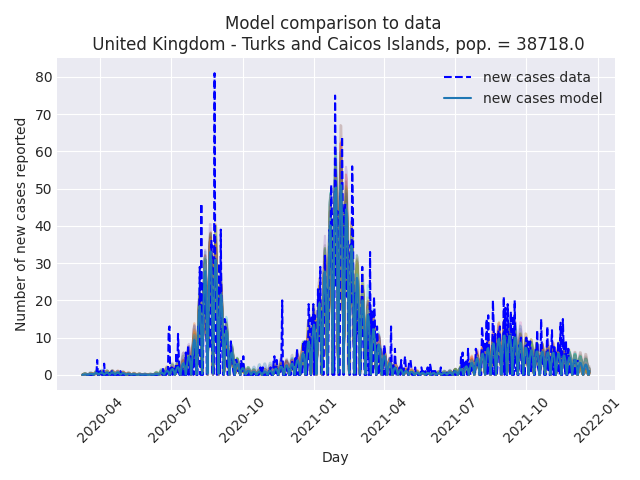 Model comparison to data
United Kingdom - Turks and Caicos Islands, pop. = 38718.0
new cases data
new cases model
Number of new cases reported
80
70
60
50
40
30
20
10
0
2020-04
2020-07
2020-10
2021-01
2021-04
2021-07
2021-10
2022-01
Day